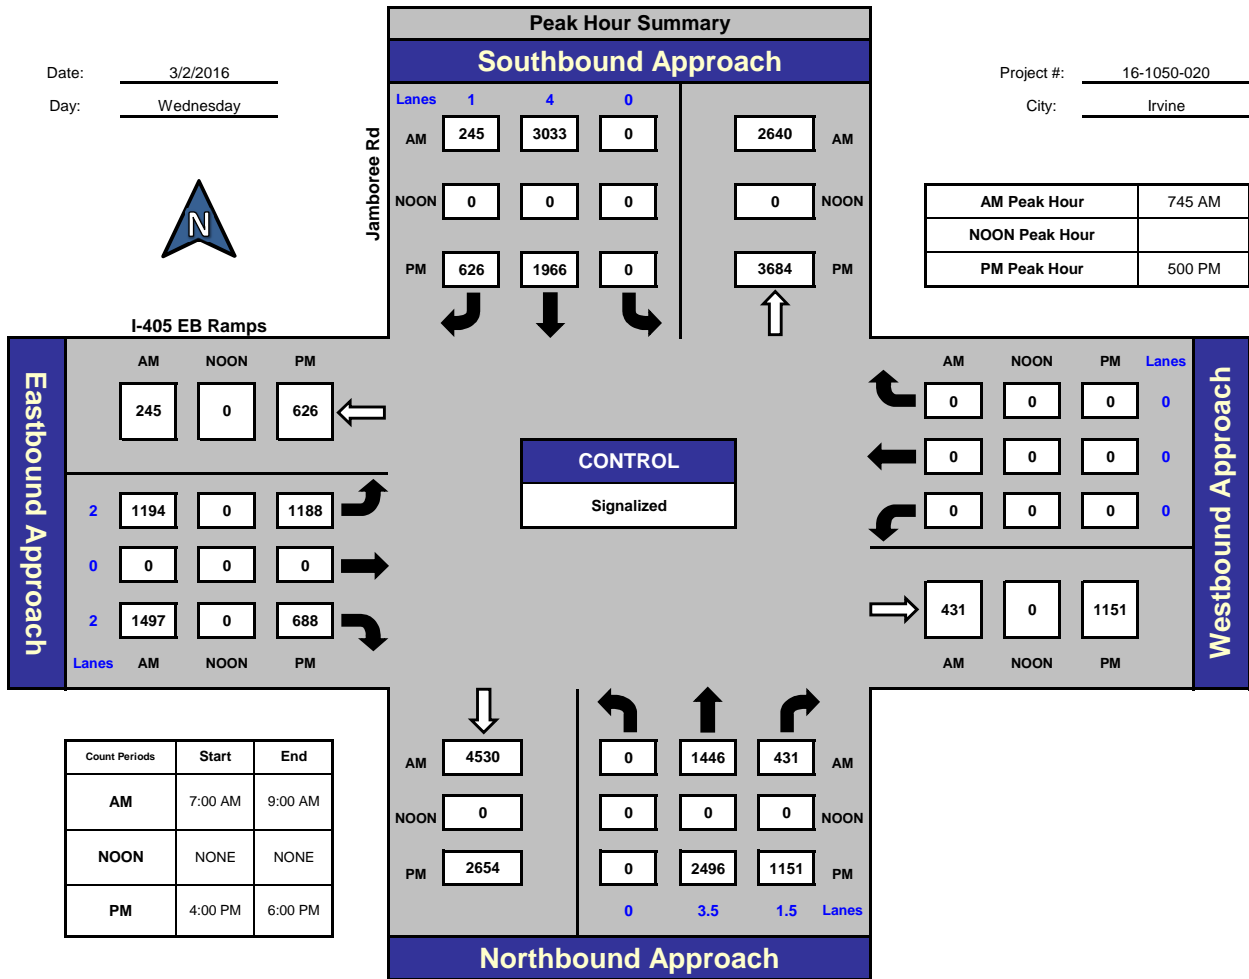 Peak Hour Summary
Southbound Approach
Date: 3/2/2016
Day: Wednesday
Project #: 16-1050-020
City: Irvine
Jamboree Rd
Lanes 1 4 0
AM 245 3033 0 2640 AM
NOON 0 0 0 0 NOON
PM 626 1966 0 3684 PM
N
AM Peak Hour 745 AM
NOON Peak Hour
PM Peak Hour 500 PM
I-405 EB Ramps
Eastbound Approach
AM NOON PM
245 0 626
2 1194 0 1188
0 0 0 0
2 1497 0 688
Lanes AM NOON PM
CONTROL
Signalized
AM NOON PM Lanes
0 0 0 0
0 0 0 0
0 0 0 0
431 0 1151
AM NOON PM
Westbound Approach
Count Periods Start End
AM 7:00 AM 9:00 AM
NOON NONE NONE
PM 4:00 PM 6:00 PM
AM 4530 0 1446 431 AM
NOON 0 0 0 0 NOON
PM 2654 0 2496 1151 PM
0 3.5 1.5 Lanes
Northbound Approach